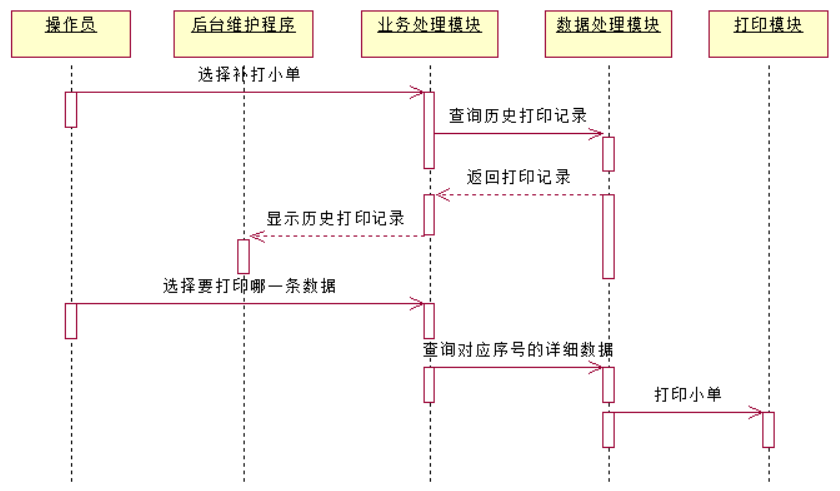 操作员
后台维护程序
业务处理模块
数据处理模块
打印模块
选择补打小单
查询历史打印记录
返回打印记录
显示历史打印记录
选择要打印哪一条数据
查询对应序号的详细数据
打印小单